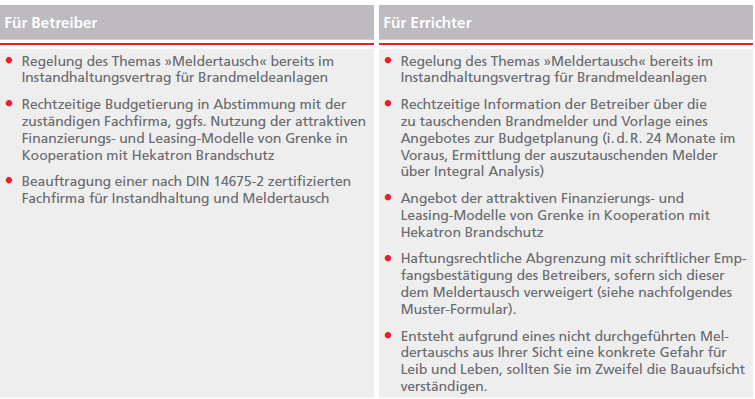 Für Betreiber
• Regelung des Themas »Meldertausch« bereits im
Instandhaltungsvertrag für Brandmeldeanlagen
• Rechtzeitige Budgetierung in Abstimmung mit der
zuständigen Fachfirma, ggfs. Nutzung der attraktiven
Finanzierungs- und Leasing-Modelle von Grenke in
Kooperation mit Hekatron Brandschutz
• Beauftragung einer nach DIN 14675-2 zertifizierten
Fachfirma für Instandhaltung und Meldertausch
Für Errichter
• Regelung des Themas »Meldertausch« bereits im
Instandhaltungsvertrag für Brandmeldeanlagen
• Rechtzeitige Information der Betreiber über die
zu tauschenden Brandmelder und Vorlage eines
Angebotes zur Budgetplanung (i. d. R. 24 Monate im
Voraus, Ermittlung der auszutauschenden Melder
über Integral Analysis)
• Angebot der attraktiven Finanzierungs- und
Leasing-Modelle von Grenke in Kooperation mit
Hekatron Brandschutz
• Haftungsrechtliche Abgrenzung mit schriftlicher Emp-
fangsbestätigung des Betreibers, sofern sich dieser
dem Meldertausch verweigert (siehe nachfolgendes
Muster-Formular).
• Entsteht aufgrund eines nicht durchgeführten Mel-
dertauschs aus Ihrer Sicht eine konkrete Gefahr für
Leib und Leben, sollten Sie im Zweifel die Bauaufsicht
verständigen.